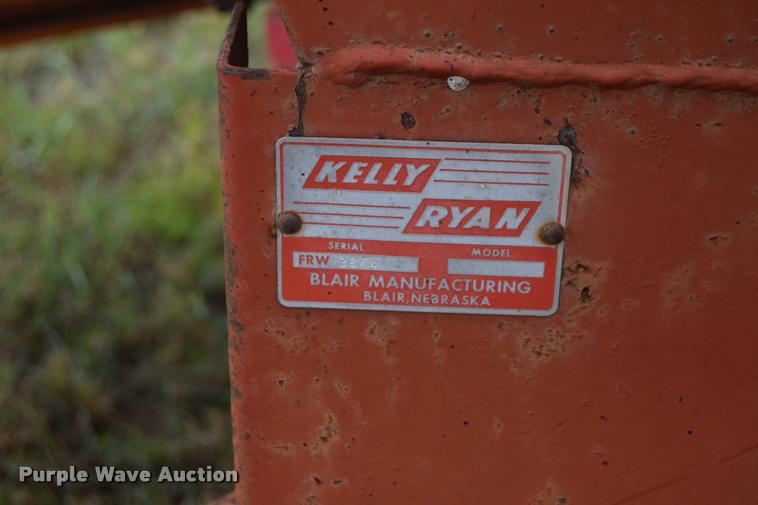 KELLY
RYAN
SERIAL MODEL
FRW
BLAIR MANUFACTURING
BLAIR, NEBRASKA
Purple Wave Auction